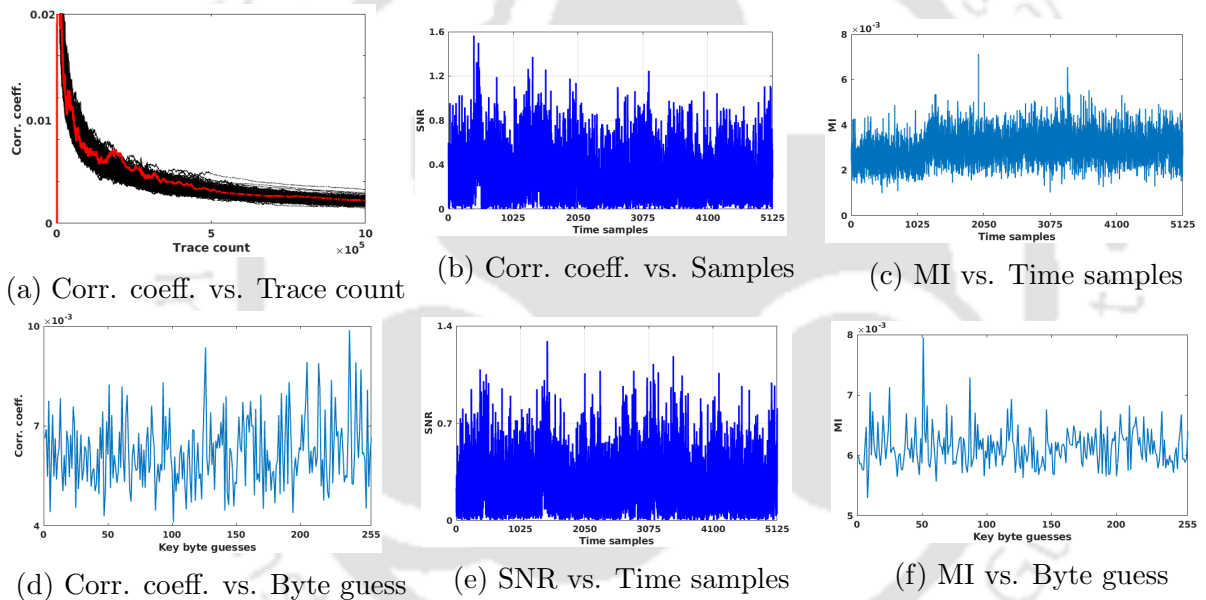 0.02
0.01
0
Corr. coeff.
0 5 10
×10⁵
Trace count
(a) Corr. coeff. vs. Trace count
1.6
1.2
0.8
0.4
0
SNR
0 1025 2050 3075 4100 5125
Time samples
(b) Corr. coeff. vs. Samples
×10⁻³
8
6
4
2
0
MI
0 1025 2050 3075 4100 5125
Time samples
(c) MI vs. Time samples
×10⁻³
10
7
4
Corr. coeff.
0 50 100 150 200 255
Key byte guesses
(d) Corr. coeff. vs. Byte guess
1.4
0.7
0
SNR
0 1025 2050 3075 4100 5125
Time samples
(e) SNR vs. Time samples
×10⁻³
8
7
6
5
MI
0 50 100 150 200 255
Key byte guesses
(f) MI vs. Byte guess